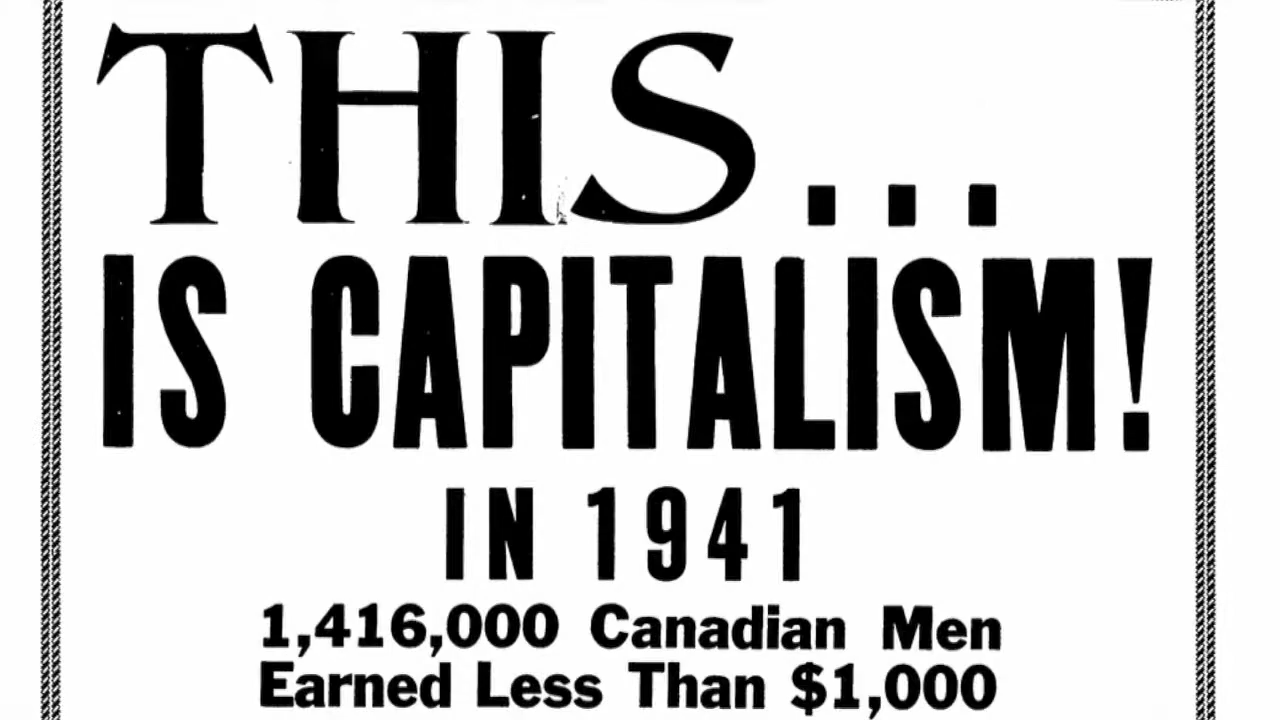 THIS...
IS CAPITALISM!
IN 1941
1,416,000 Canadian Men
Earned Less Than $1,000